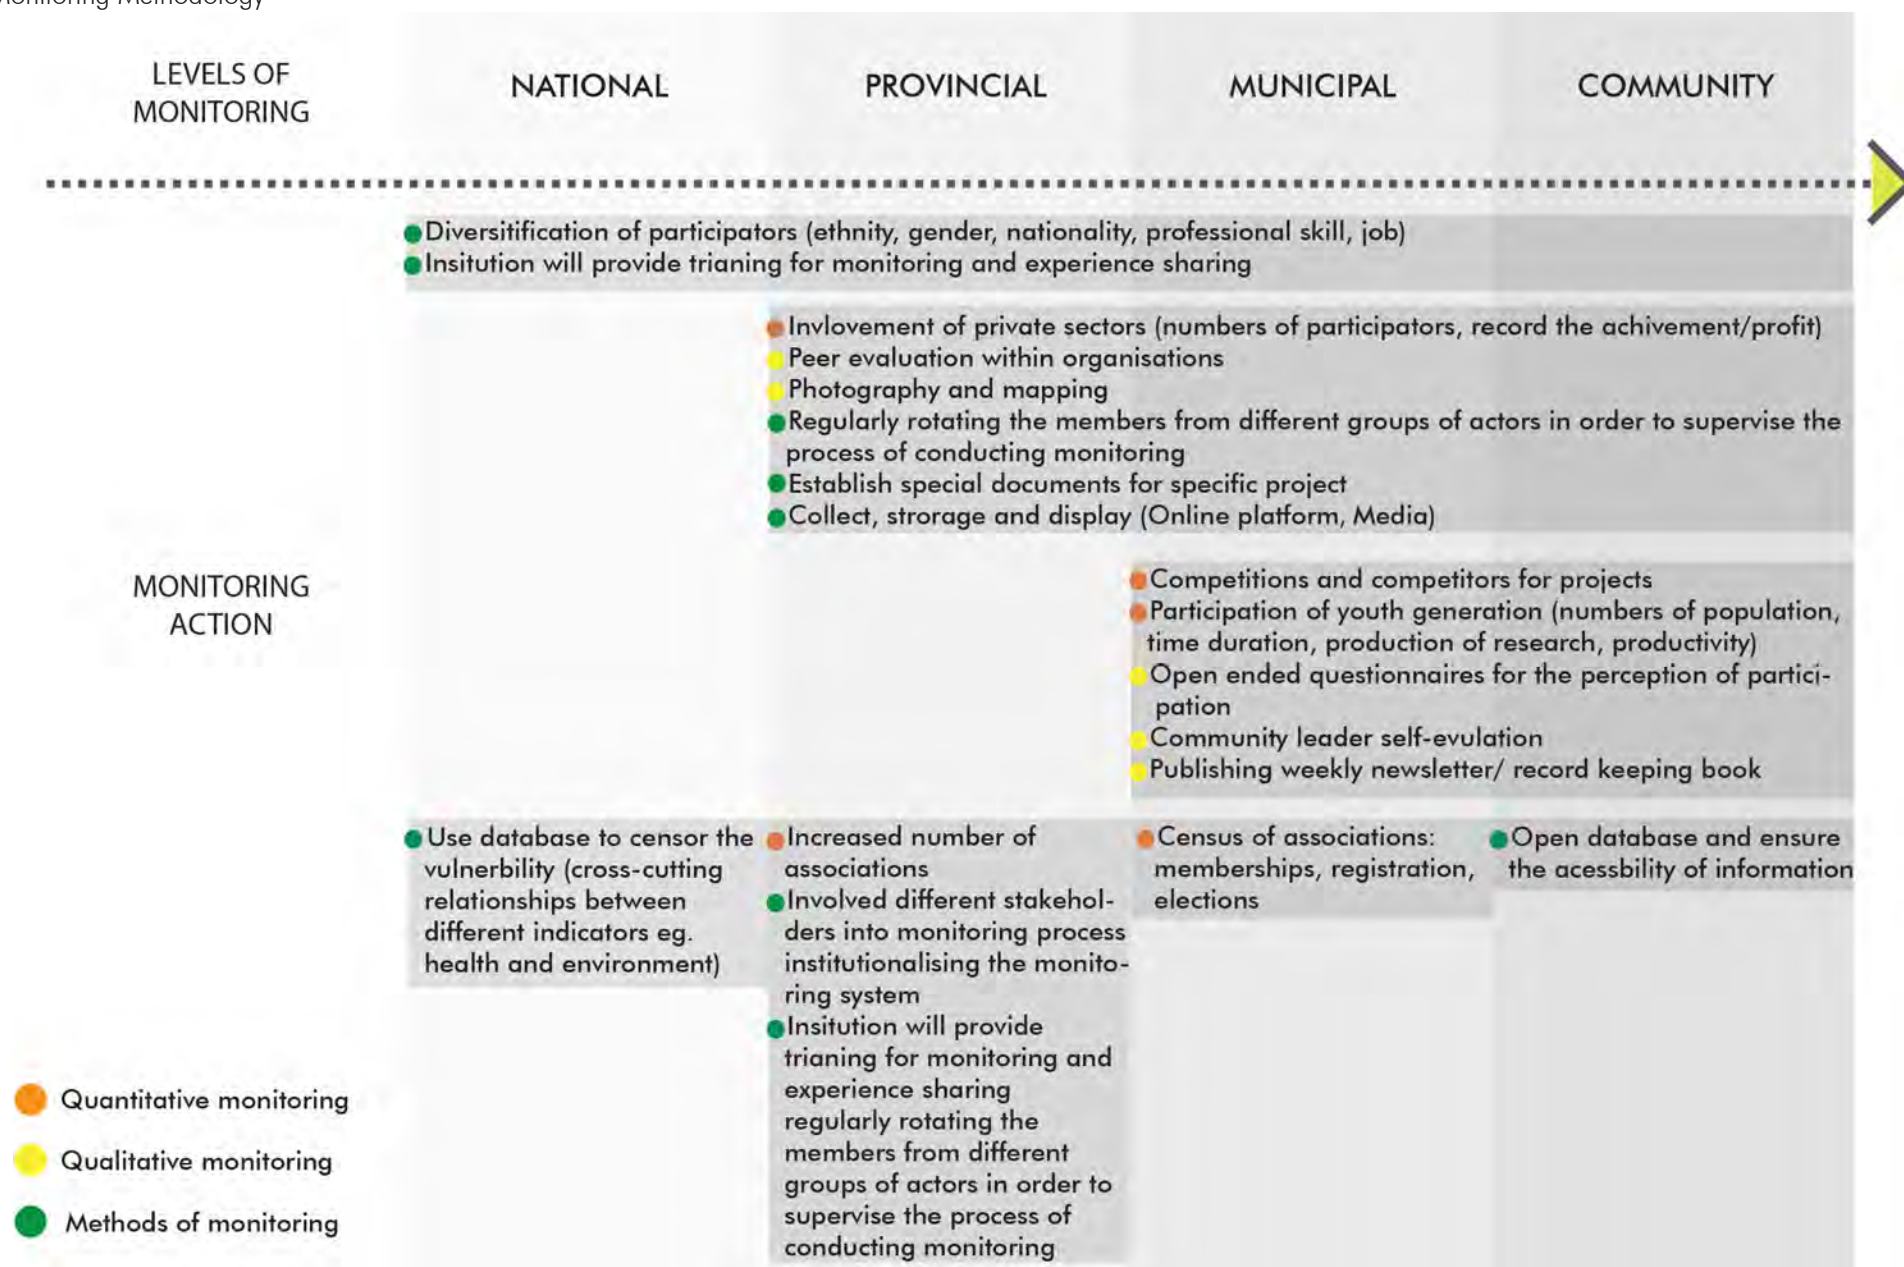 Monitoring Methodology
LEVELS OF
MONITORING
NATIONAL
PROVINCIAL
MUNICIPAL
COMMUNITY
Diversitification of participators (ethnity, gender, nationality, professional skill, job)
Insitution will provide trianing for monitoring and experience sharing
Invlovement of private sectors (numbers of participators, record the achivement/profit)
Peer evaluation within organisations
Photography and mapping
Regularly rotating the members from different groups of actors in order to supervise the
process of conducting monitoring
Establish special documents for specific project
Collect, strorage and display (Online platform, Media)
MONITORING
ACTION
Competitions and competitors for projects
Participation of youth generation (numbers of population,
time duration, production of research, productivity)
Open ended questionnaires for the perception of partici-
pation
Community leader self-evulation
Publishing weekly newsletter/ record keeping book
Use database to censor the
vulnerbility (cross-cutting
relationships between
different indicators eg.
health and environment)
Increased number of
associations
Involved different stakehol-
ders into monitoring process
institutionalising the monito-
ring system
Insitution will provide
trianing for monitoring and
experience sharing
regularly rotating the
members from different
groups of actors in order to
supervise the process of
conducting monitoring
Census of associations:
memberships, registration,
elections
Open database and ensure
the acessbility of information
Quantitative monitoring
Qualitative monitoring
Methods of monitoring